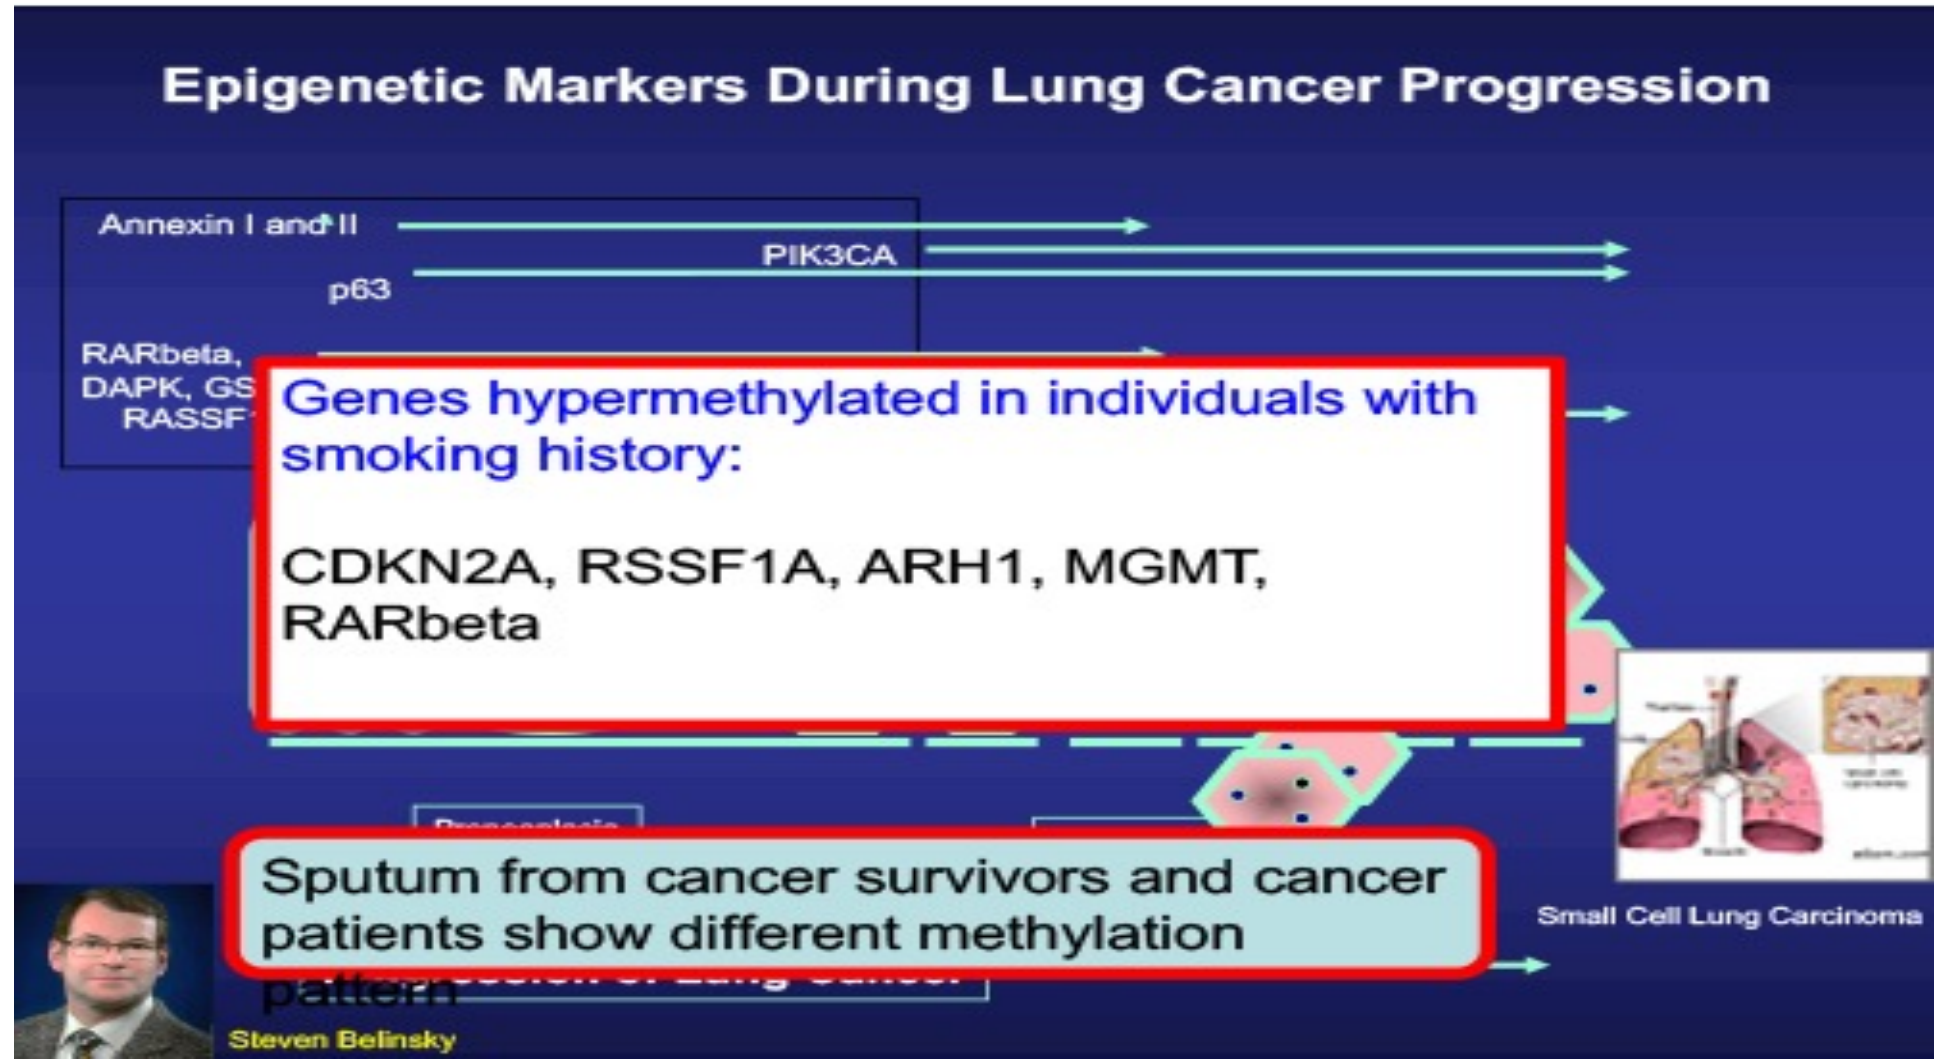 Epigenetic Markers During Lung Cancer Progression
Annexin I and II
PIK3CA
p63
RARbeta,
DAPK, GS
RASSF
Genes hypermethylated in individuals with
smoking history:
CDKN2A, RSSF1A, ARH1, MGMT,
RARbeta
Sputum from cancer survivors and cancer
patients show different methylation
pattern
Small Cell Lung Carcinoma
Steven Belinsky